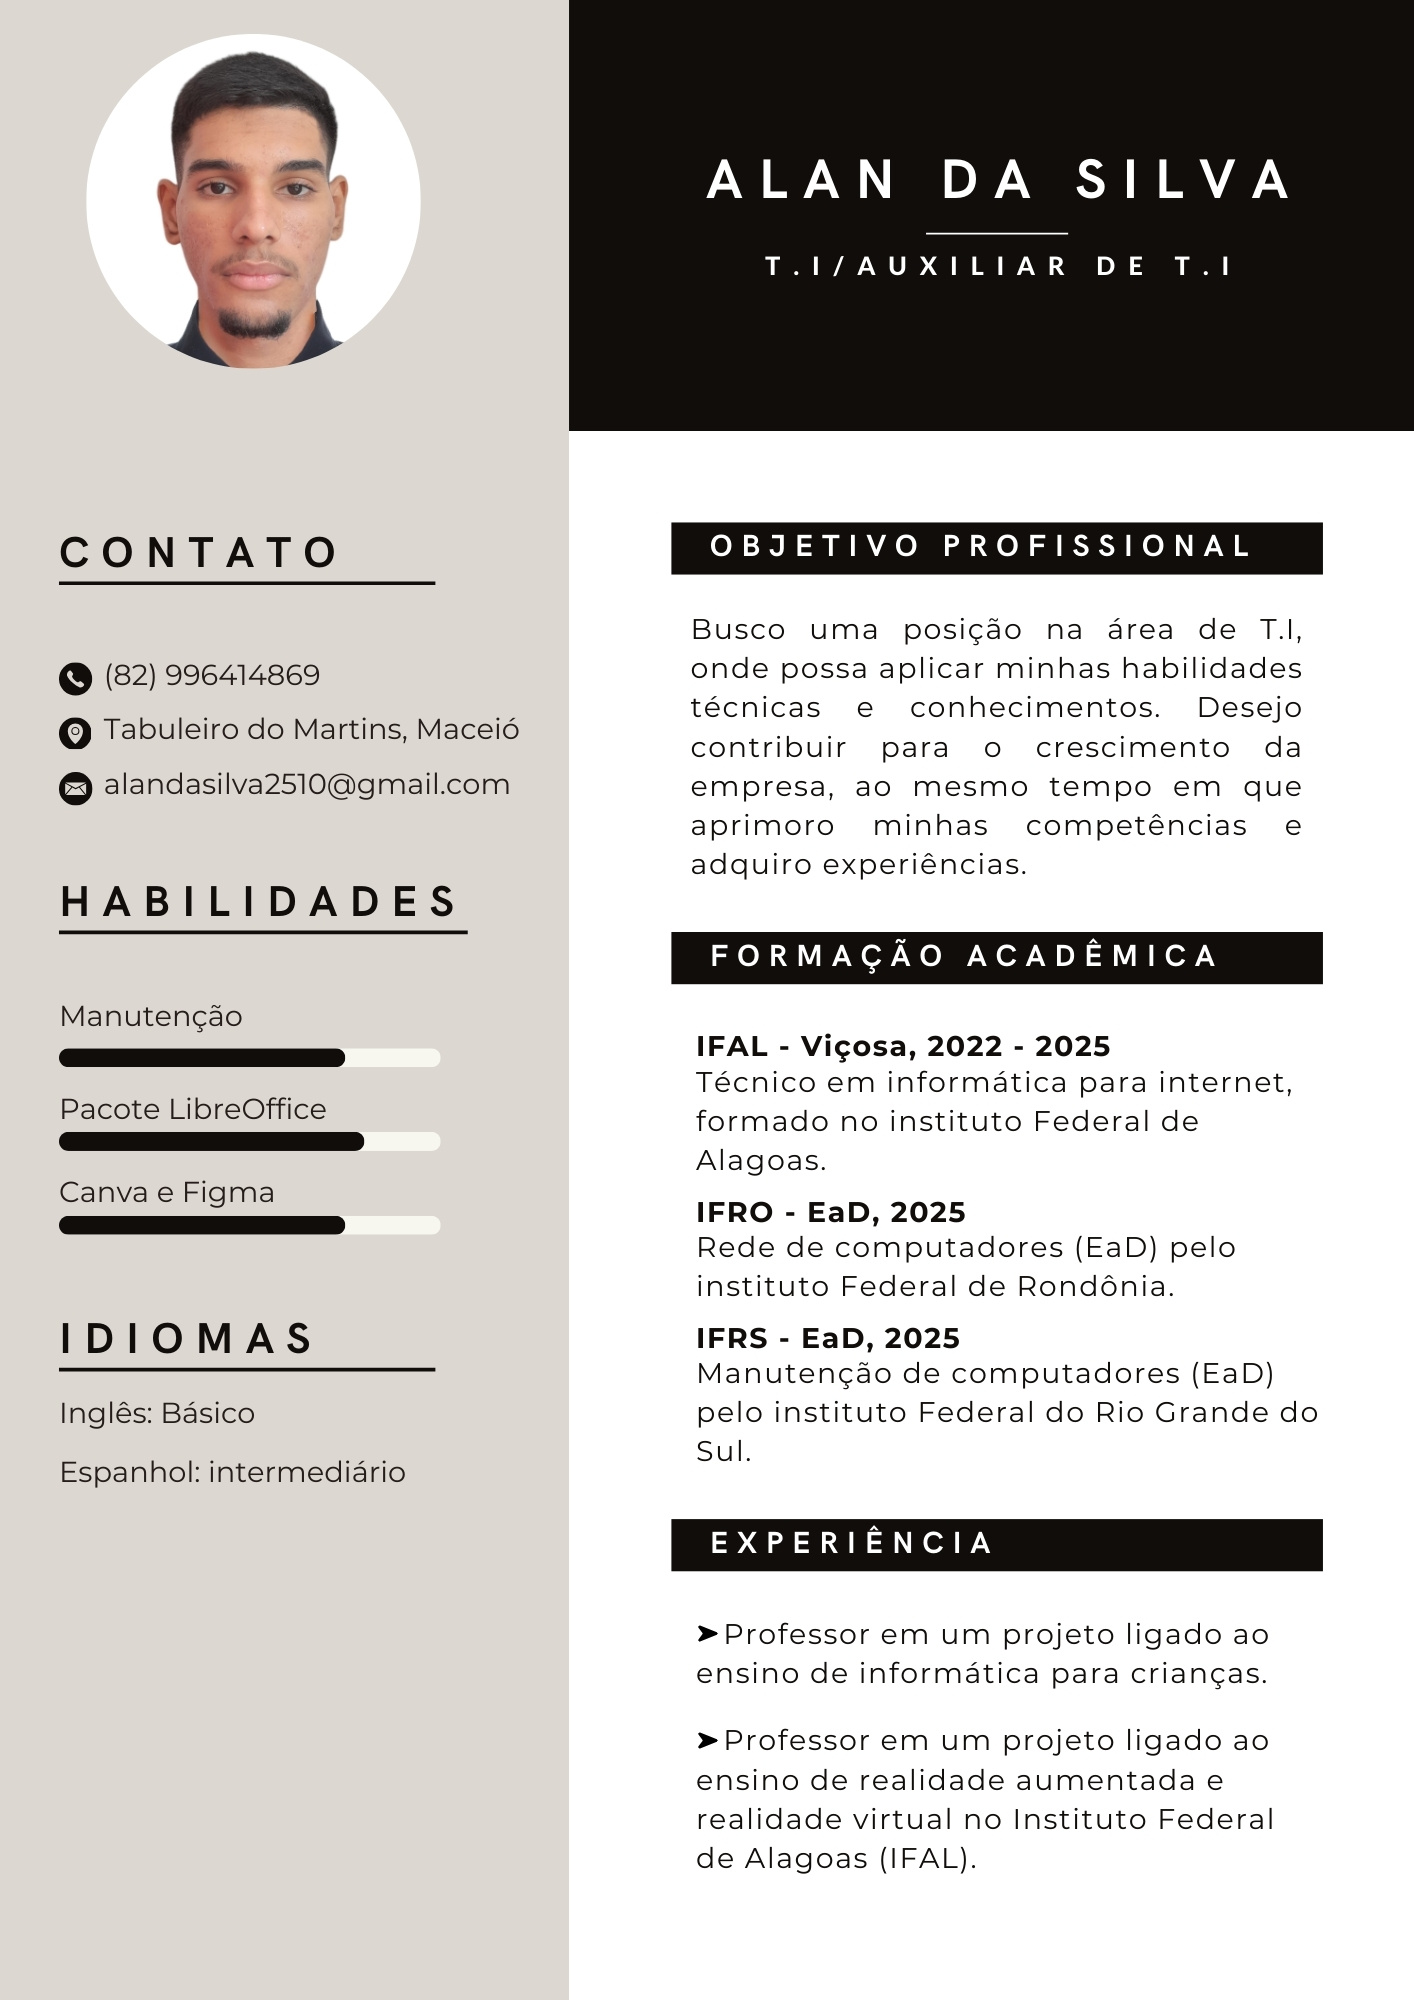 ALAN DA SILVA
T.I/AUXILIAR DE T.I
CONTATO
(82) 996414869
Tabuleiro do Martins, Maceió
alandasilva2510@gmail.com
HABILIDADES
Manutenção
Pacote LibreOffice
Canva e Figma
IDIOMAS
Inglês: Básico
Espanhol: intermediário
OBJETIVO PROFISSIONAL
Busco uma posição na área de T.I,
onde possa aplicar minhas habilidades
técnicas e conhecimentos. Desejo
contribuir para o crescimento da
empresa, ao mesmo tempo em que
aprimoro minhas competências e
adquiro experiências.
FORMAÇÃO ACADÊMICA
IFAL - Viçosa, 2022 - 2025
Técnico em informática para internet,
formado no instituto Federal de
Alagoas.
IFRO - EaD, 2025
Rede de computadores (EaD) pelo
instituto Federal de Rondônia.
IFRS - EaD, 2025
Manutenção de computadores (EaD)
pelo instituto Federal do Rio Grande do
Sul.
EXPERIÊNCIA
➤Professor em um projeto ligado ao
ensino de informática para crianças.
➤Professor em um projeto ligado ao
ensino de realidade aumentada e
realidade virtual no Instituto Federal
de Alagoas (IFAL).